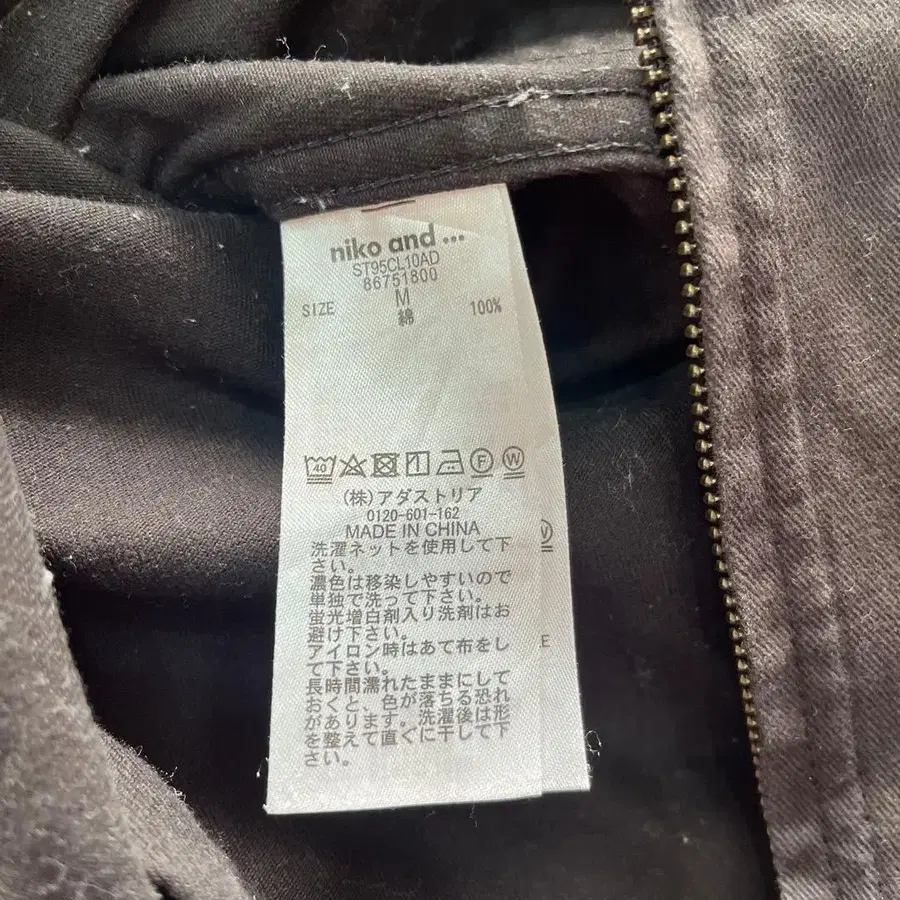 niko and ...
ST95CL10AD
86751800
SIZE M
綿 100%
40 F W
(株)アダストリア
0120-601-162
MADE IN CHINA
洗濯ネットを使用して下
さい。
濃色は移染しやすいので
単独で洗って下さい。
蛍光増白剤入り洗剤はお
避け下さい。
アイロン時はあて布をし
て下さい。
長時間濡れたままにして
おくと、色が落ちる恐れ
があります。洗濯後は形
を整えて直ぐに干して下
さい。
E